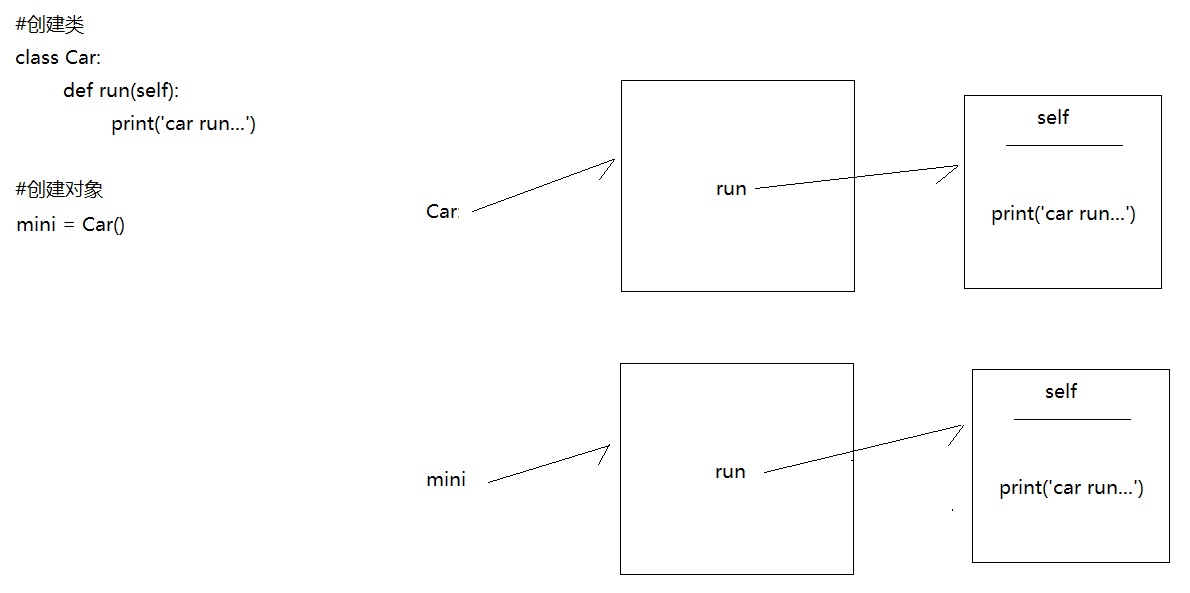 #创建类
class Car:
def run(self):
print('car run...')
#创建对象
mini = Car()
Car
run
self
print('car run...')
mini
run
self
print('car run...')